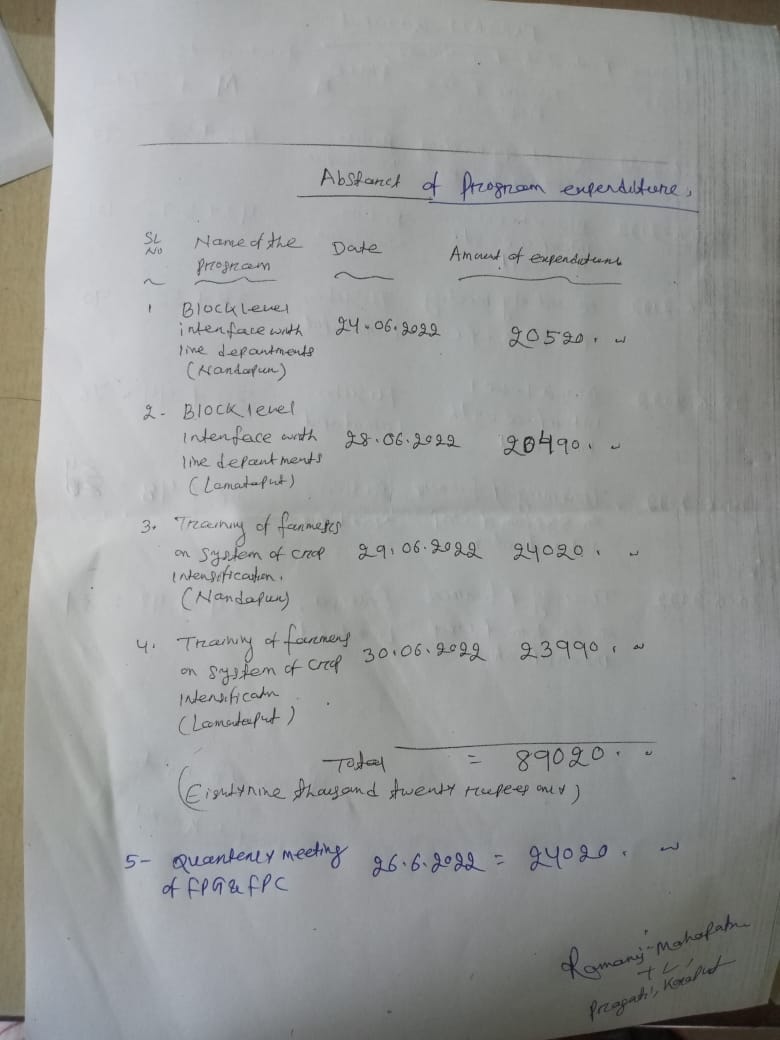 Abstract of Program expenditure,
SL NO Name of the Program Date Amount of expenditure
1 Block Level
interface with 24.06.2022 20520.
line departments
(Nandapur)
2- Block level
Interface with 28.06.2022 20490.
line departments
(Lamataput)
3. Training of farmers
on System of crop 29.06.2022 24020.
intensification.
(Nandapur)
4. Training of farmers 30.06.2022 23990.
on system of crop
Intensificatn
(Lamataput)
Total = 89020.
(Eightynine thousand twenty rupees only)
5- Quarterly meeting 26.6.2022 = 24020.
of FPG & FPC
Ramanj Mohapatra
TL,
Pragati, Koraput